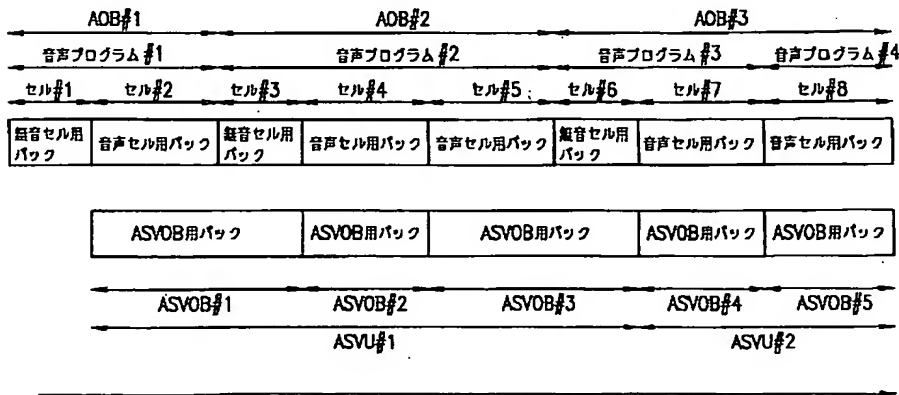 AOB#1 AOB#2 AOB#3
音声プログラム#1 音声プログラム#2 音声プログラム#3 音声プログラム#4
セル#1 セル#2 セル#3 セル#4 セル#5 セル#6 セル#7 セル#8
無音セル用パック 音声セル用パック 無音セル用パック 音声セル用パック 音声セル用パック 無音セル用パック 音声セル用パック 音声セル用パック
ASVOB用パック ASVOB用パック ASVOB用パック ASVOB用パック ASVOB用パック
ASVOB#1 ASVOB#2 ASVOB#3 ASVOB#4 ASVOB#5
ASVU#1 ASVU#2